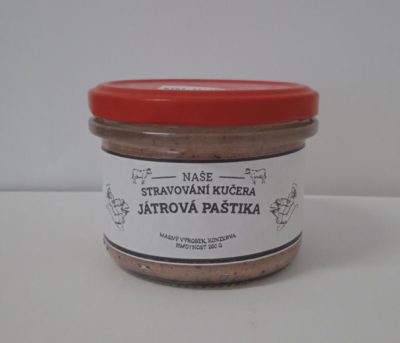 NAŠE
STRAVOVÁNÍ KUČERA
JÁTROVÁ PAŠTIKA
MASNÝ VÝROBEK, KONZERVA
HMOTNOST 200 G